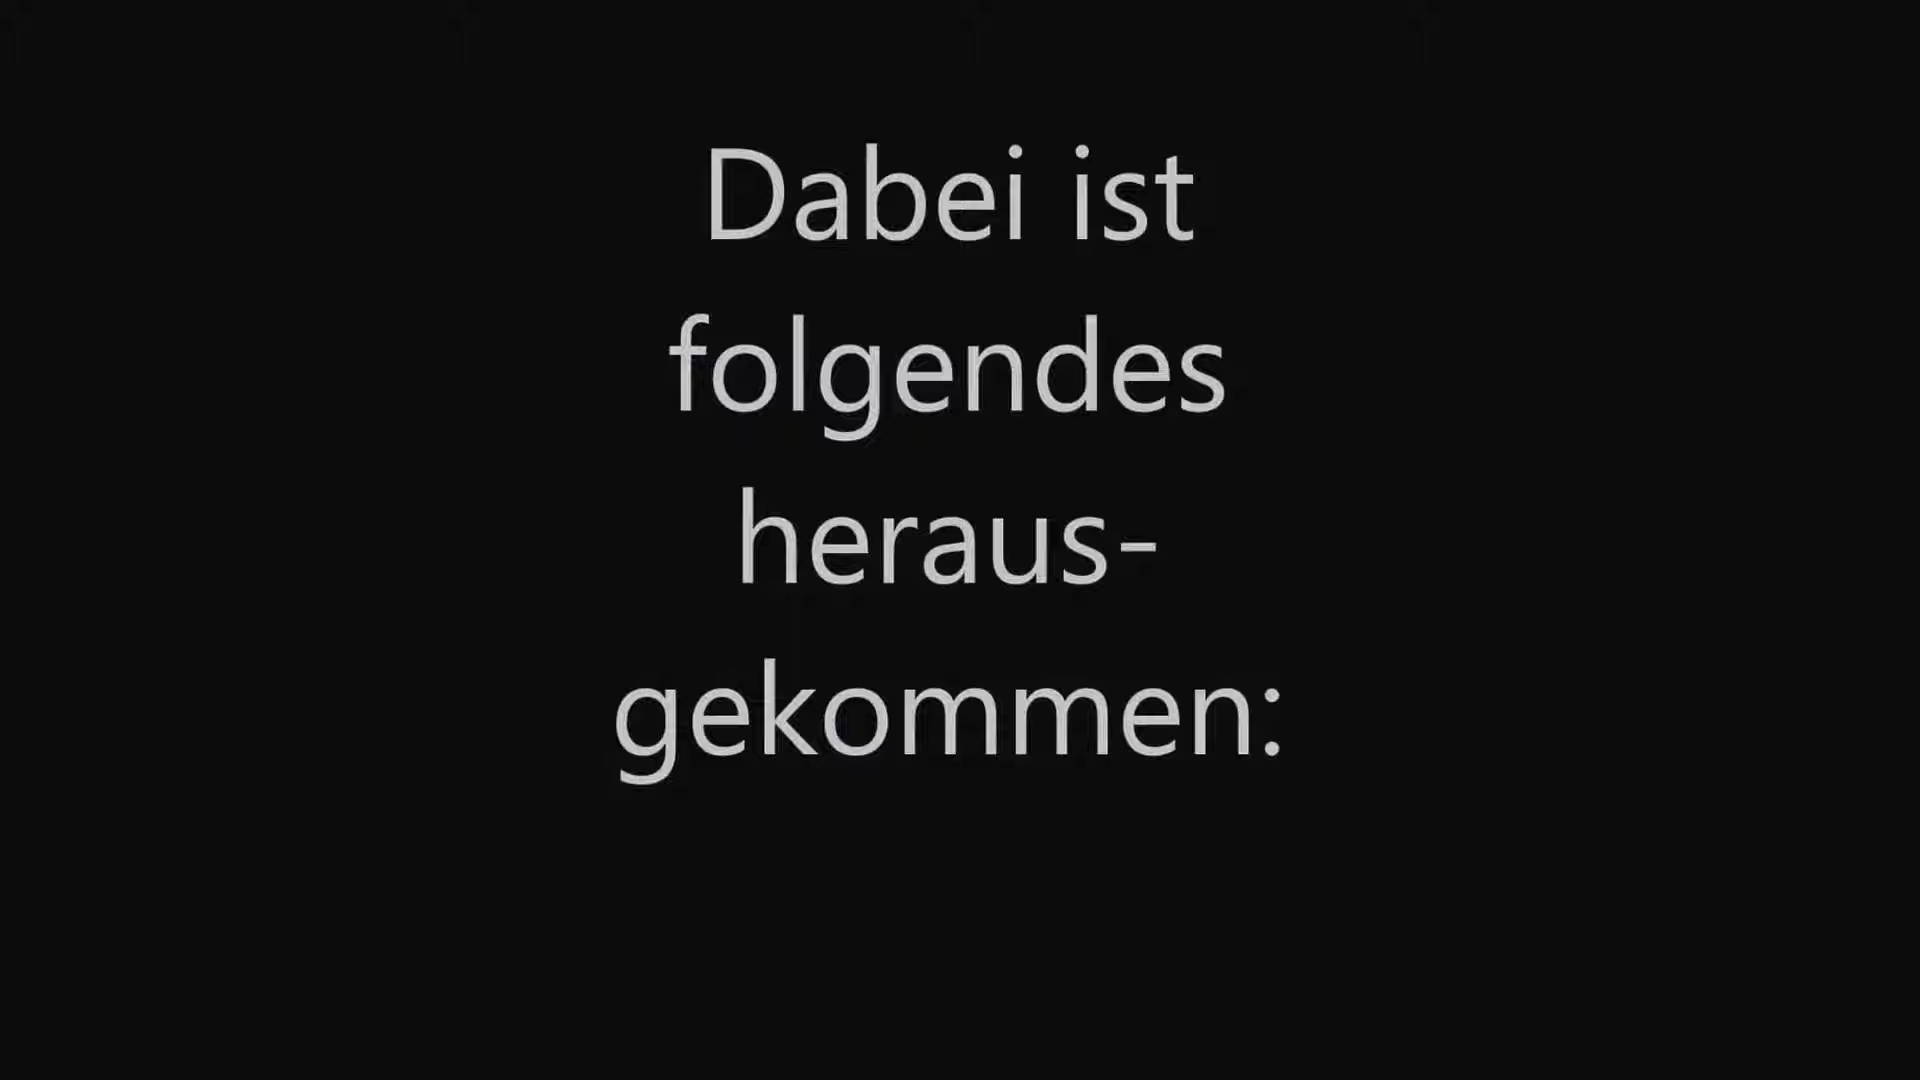 Dabei ist
folgendes
heraus-
gekommen: